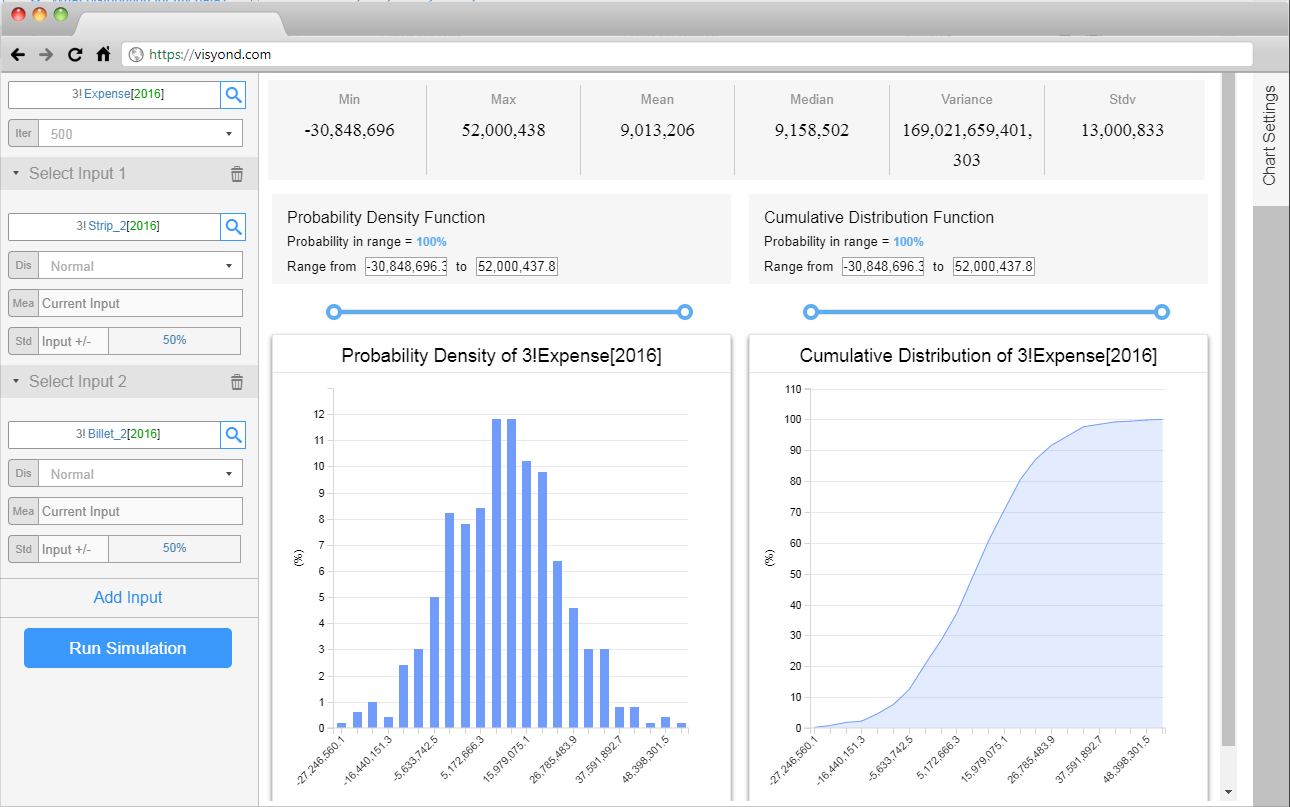 https://visyond.com
3!Expense[2016]
Iter 500
Select Input 1
3!Strip_2[2016]
Dis Normal
Mea Current Input
Std Input +/- 50%
Select Input 2
3!Billet_2[2016]
Dis Normal
Mea Current Input
Std Input +/- 50%
Add Input
Run Simulation
Min Max Mean Median Variance Stdv
-30,848,696 52,000,438 9,013,206 9,158,502 169,021,659,401, 13,000,833
303
Probability Density Function
Probability in range = 100%
Range from -30,848,696.3 to 52,000,437.8
Probability Density of 3!Expense[2016]
12
11
10
9
8
7
6
5
4
3
2
1
0
(%)
-27,246,560.1 -16,440,151.3 -5,633,742.5 5,172,666.3 15,979,075.1 26,785,483.9 37,591,892.7 48,398,301.5
Cumulative Distribution Function
Probability in range = 100%
Range from -30,848,696.3 to 52,000,437.8
Cumulative Distribution of 3!Expense[2016]
110
100
90
80
70
60
50
40
30
20
10
0
(%)
-27,246,560.1 -16,440,151.3 -5,633,742.5 5,172,666.3 15,979,075.1 26,785,483.9 37,591,892.7 48,398,301.5
Chart Settings